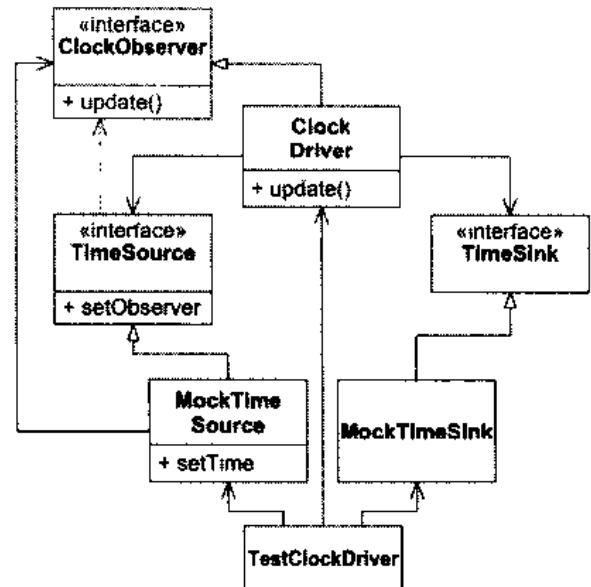 «interface»
ClockObserver
+ update()
Clock
Driver
+ update()
«interface»
TimeSource
+ setObserver
«interface»
TimeSink
MockTime
Source
+ setTime
MockTimeSink
TestClockDriver